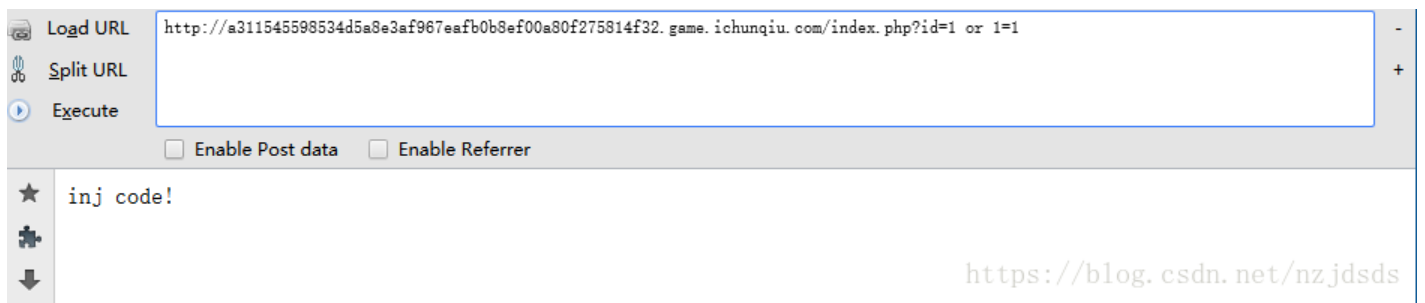 Load URL
http://a311545598534d5a8e3af967eafb0b8ef00a80f275814f32.game.ichunqiu.com/index.php?id=1 or 1=1
-
Split URL
+
Execute
Enable Post data Enable Referrer
inj code!
https://blog.csdn.net/nzjdsds